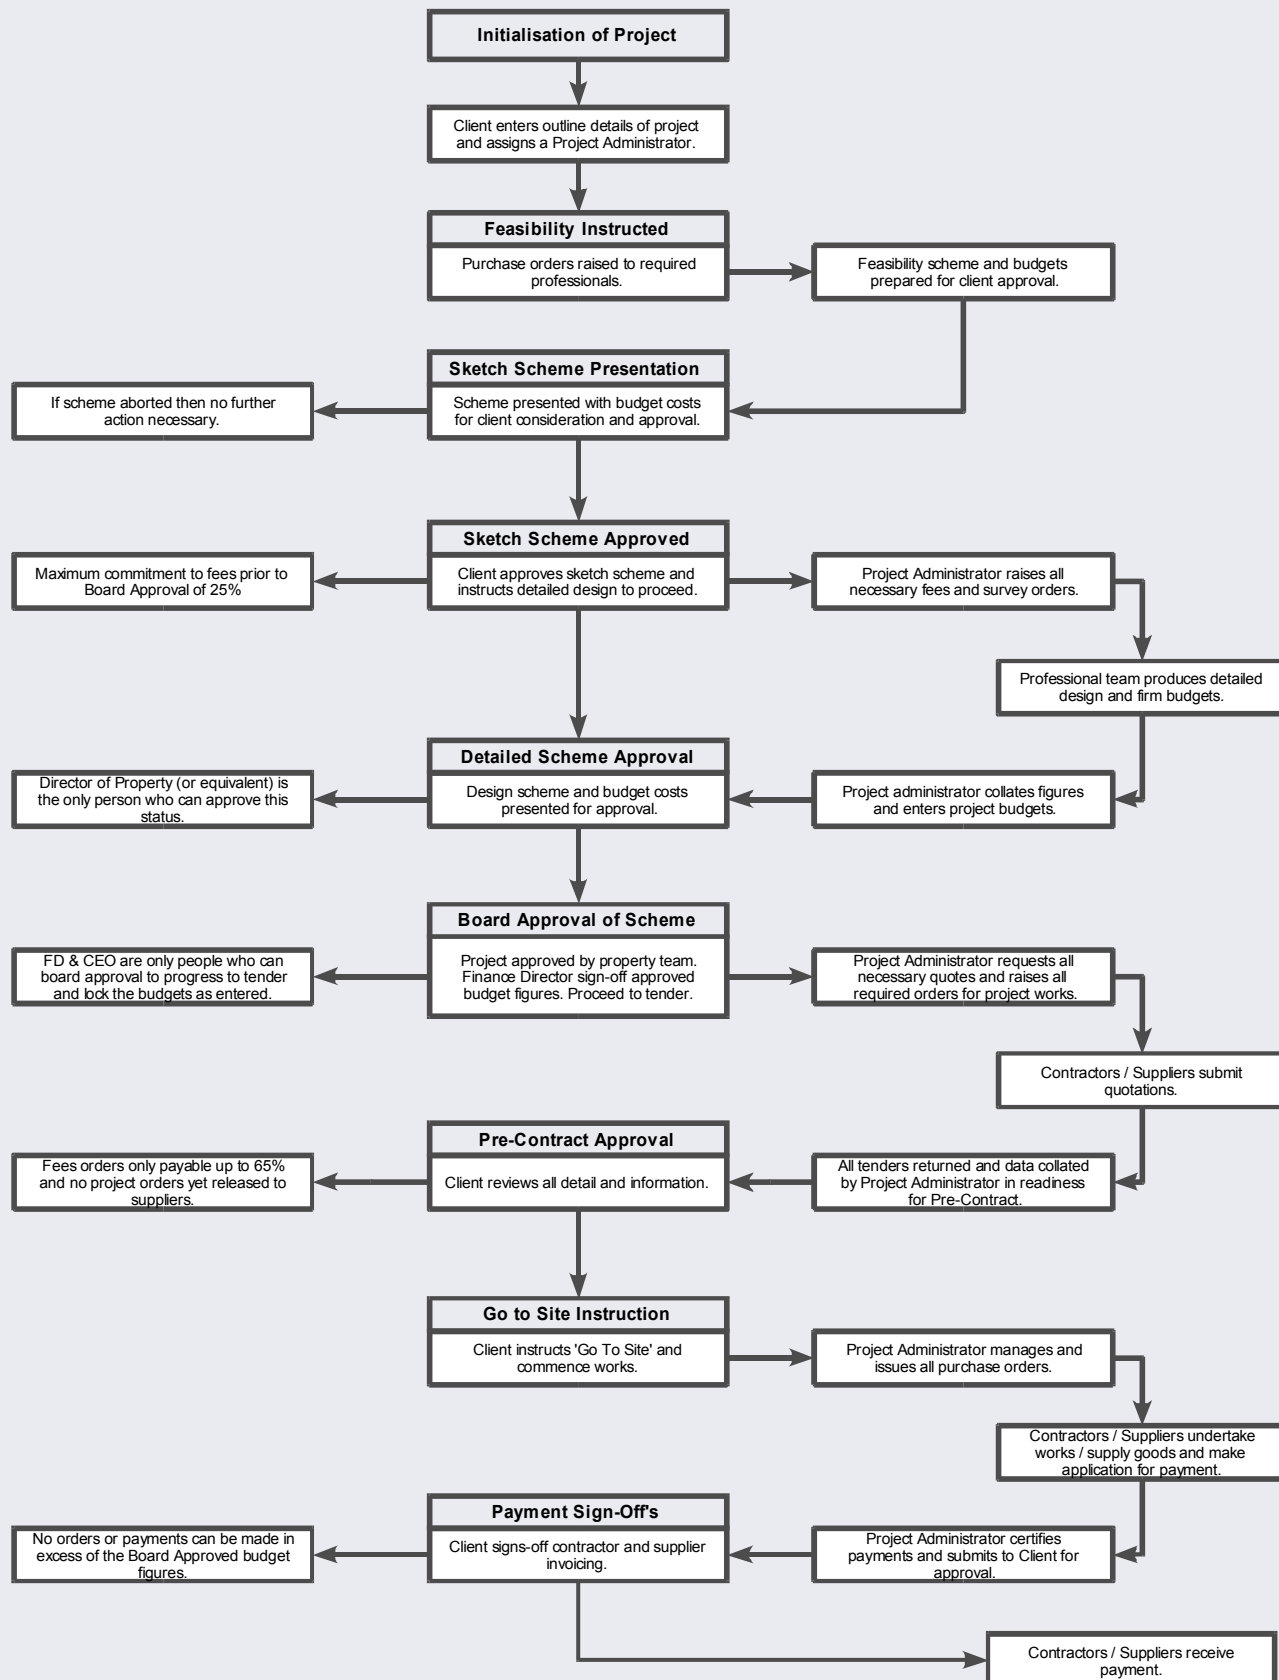 Initialisation of Project
Client enters outline details of project
and assigns a Project Administrator.
Feasibility Instructed
Purchase orders raised to required
professionals.
Feasibility scheme and budgets
prepared for client approval.
Sketch Scheme Presentation
Scheme presented with budget costs
for client consideration and approval.
If scheme aborted then no further
action necessary.
Sketch Scheme Approved
Client approves sketch scheme and
instructs detailed design to proceed.
Maximum commitment to fees prior to
Board Approval of 25%
Project Administrator raises all
necessary fees and survey orders.
Professional team produces detailed
design and firm budgets.
Detailed Scheme Approval
Design scheme and budget costs
presented for approval.
Director of Property (or equivalent) is
the only person who can approve this
status.
Project administrator collates figures
and enters project budgets.
Board Approval of Scheme
Project approved by property team.
Finance Director sign-off approved
budget figures. Proceed to tender.
FD & CEO are only people who can
board approval to progress to tender
and lock the budgets as entered.
Project Administrator requests all
necessary quotes and raises all
required orders for project works.
Contractors / Suppliers submit
quotations.
Pre-Contract Approval
Client reviews all detail and information.
Fees orders only payable up to 65%
and no project orders yet released to
suppliers.
All tenders returned and data collated
by Project Administrator in readiness
for Pre-Contract.
Go to Site Instruction
Client instructs 'Go To Site' and
commence works.
Project Administrator manages and
issues all purchase orders.
Contractors / Suppliers undertake
works / supply goods and make
application for payment.
Payment Sign-Off's
Client signs-off contractor and supplier
invoicing.
No orders or payments can be made in
excess of the Board Approved budget
figures.
Project Administrator certifies
payments and submits to Client for
approval.
Contractors / Suppliers receive
payment.